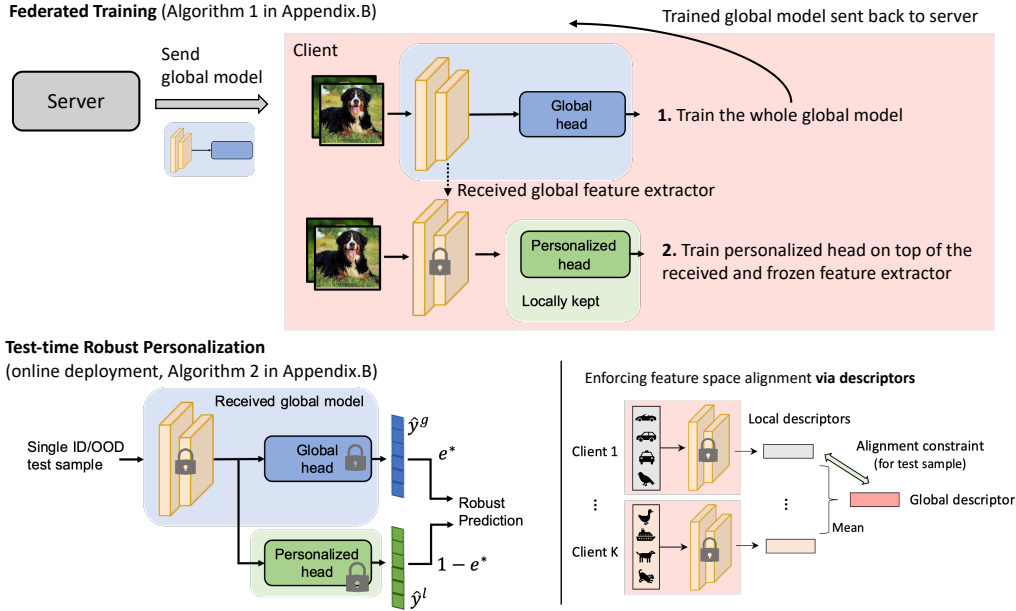 Federated Training (Algorithm 1 in Appendix.B)
Trained global model sent back to server
Send
global model
Server
Client
Global
head
1. Train the whole global model
Received global feature extractor
Personalized
head
Locally kept
2. Train personalized head on top of the
received and frozen feature extractor
Test-time Robust Personalization
(online deployment, Algorithm 2 in Appendix.B)
Received global model
Single ID/OOD
test sample
Global
head
ŷ^g
e*
Robust
Prediction
Personalized
head
1 − e*
ŷ^l
Enforcing feature space alignment via descriptors
Local descriptors
Client 1
Alignment constraint
(for test sample)
⋮
⋮
Global descriptor
Mean
Client K